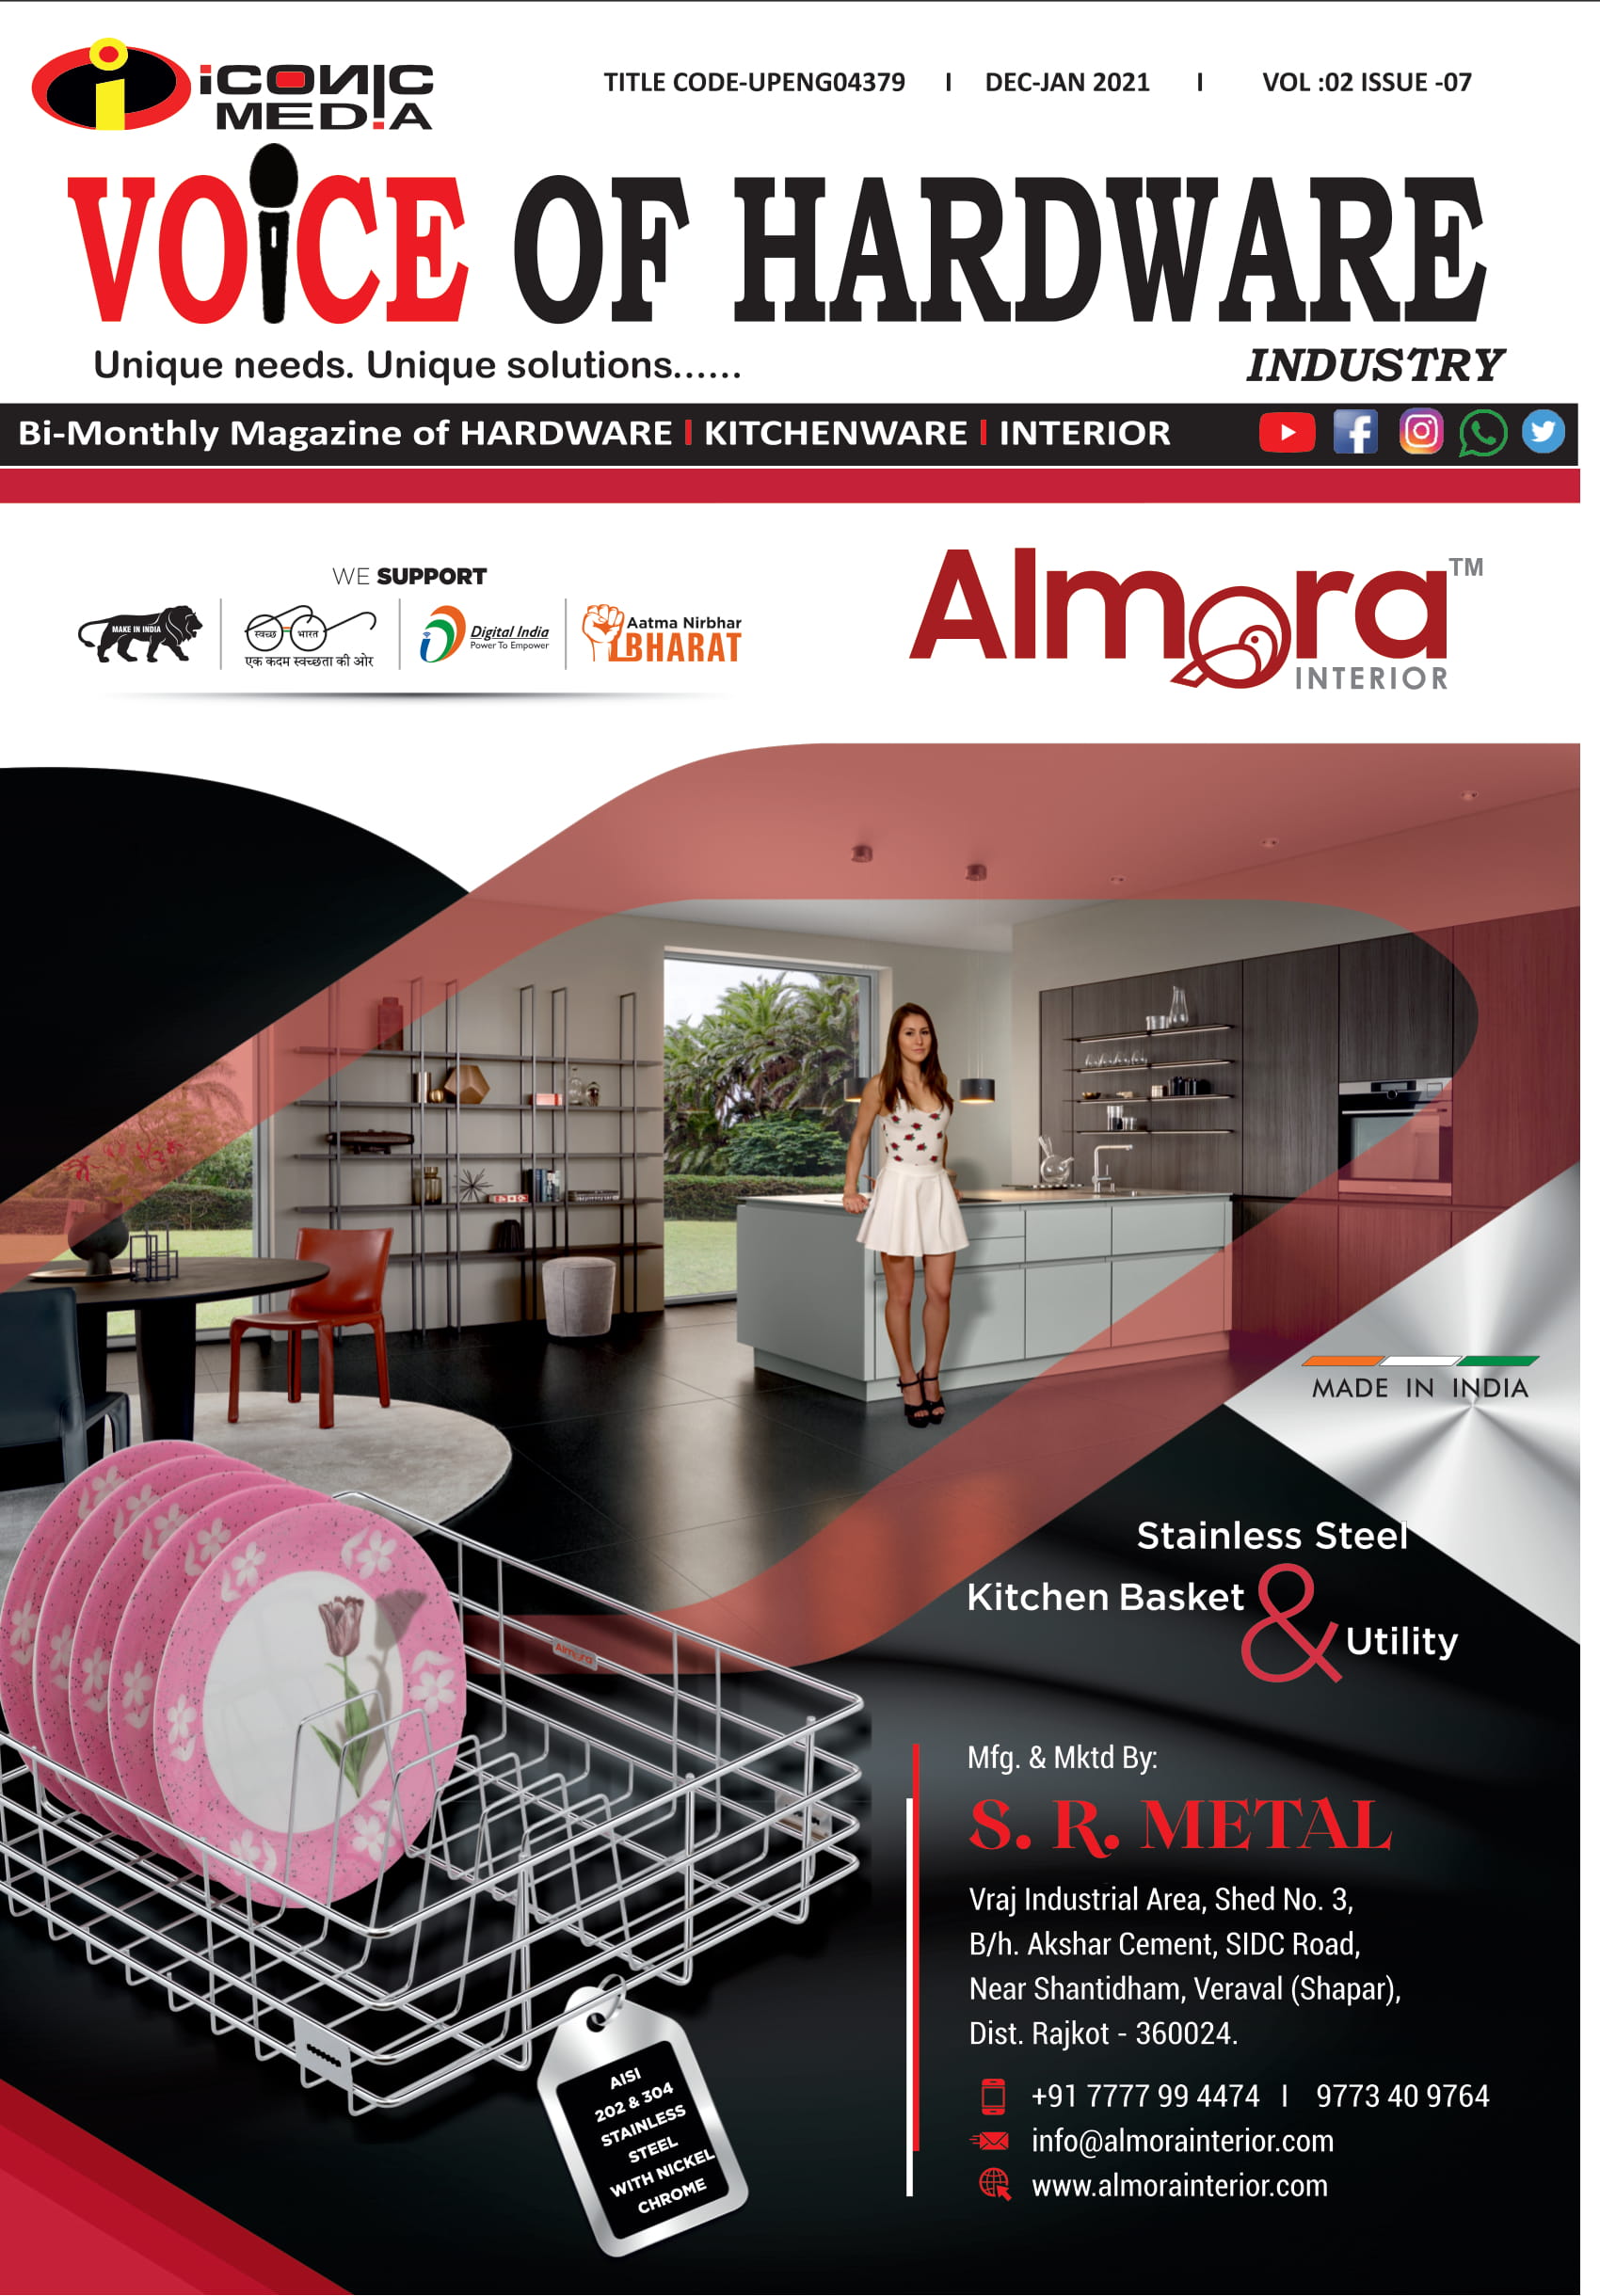 iCONIC
MEDiA
TITLE CODE-UPENG04379 I DEC-JAN 2021 I VOL :02 ISSUE -07
VOiCE OF HARDWARE
Unique needs. Unique solutions......
INDUSTRY
Bi-Monthly Magazine of HARDWARE I KITCHENWARE I INTERIOR
WE SUPPORT
MAKE IN INDIA
स्वच्छ भारत
एक कदम स्वच्छता की ओर
Digital India
Power To Empower
Aatma Nirbhar
BHARAT
Almora TM
INTERIOR
MADE IN INDIA
Stainless Steel
Kitchen Basket &
Utility
Almora
Mfg. & Mktd By:
S. R. METAL
Vraj Industrial Area, Shed No. 3,
B/h. Akshar Cement, SIDC Road,
Near Shantidham, Veraval (Shapar),
Dist. Rajkot - 360024.
+91 7777 99 4474 I 9773 40 9764
info@almorainterior.com
www.almorainterior.com
AISI
202 & 304
STAINLESS
STEEL
WITH NICKEL
CHROME